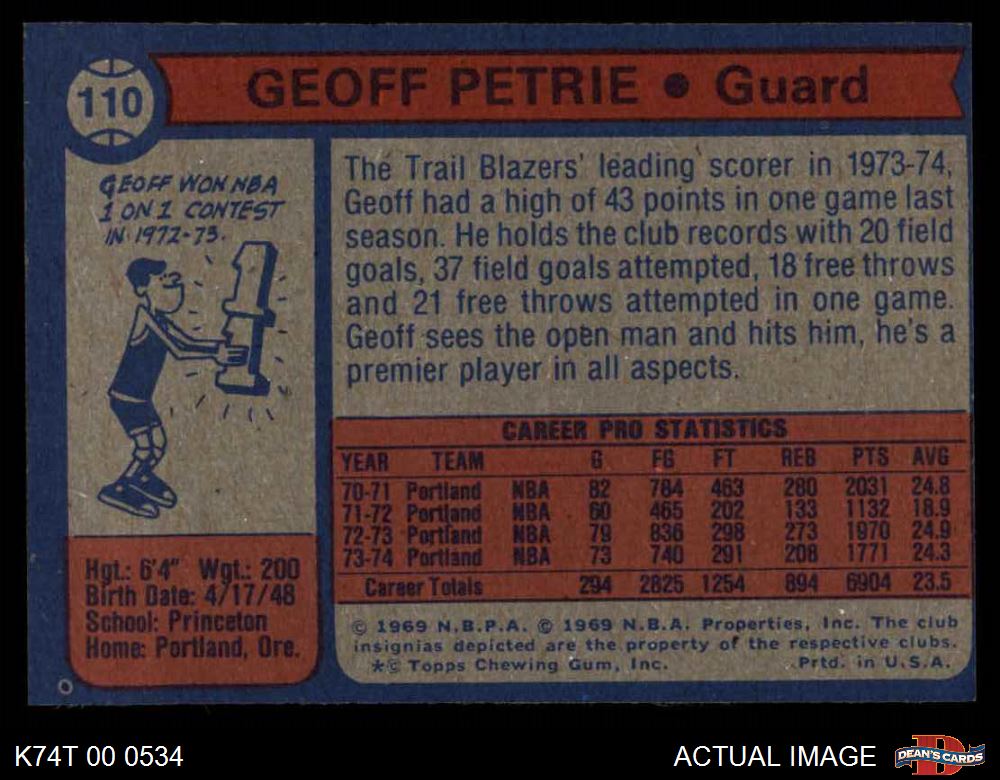 110
GEOFF PETRIE • Guard
GEOFF WON NBA
1 ON 1 CONTEST
IN 1972-73.
The Trail Blazers' leading scorer in 1973-74,
Geoff had a high of 43 points in one game last
season. He holds the club records with 20 field
goals, 37 field goals attempted, 18 free throws
and 21 free throws attempted in one game.
Geoff sees the open man and hits him, he's a
premier player in all aspects.
Hgt.: 6'4" Wgt.: 200
Birth Date: 4/17/48
School: Princeton
Home: Portland, Ore.
CAREER PRO STATISTICS
YEAR TEAM G FG FT REB PTS AVG
70-71 Portland NBA 82 784 463 280 2031 24.8
71-72 Portland NBA 60 465 202 133 1132 18.9
72-73 Portland NBA 79 836 298 273 1970 24.9
73-74 Portland NBA 73 740 291 208 1771 24.3
Career Totals 294 2825 1254 894 6904 23.5
© 1969 N.B.P.A. © 1969 N.B.A. Properties, Inc. The club
insignias depicted are the property of the respective clubs.
*© Topps Chewing Gum, Inc. Prtd. in U.S.A.
K74T 00 0534
ACTUAL IMAGE
D
DEAN'S CARDS